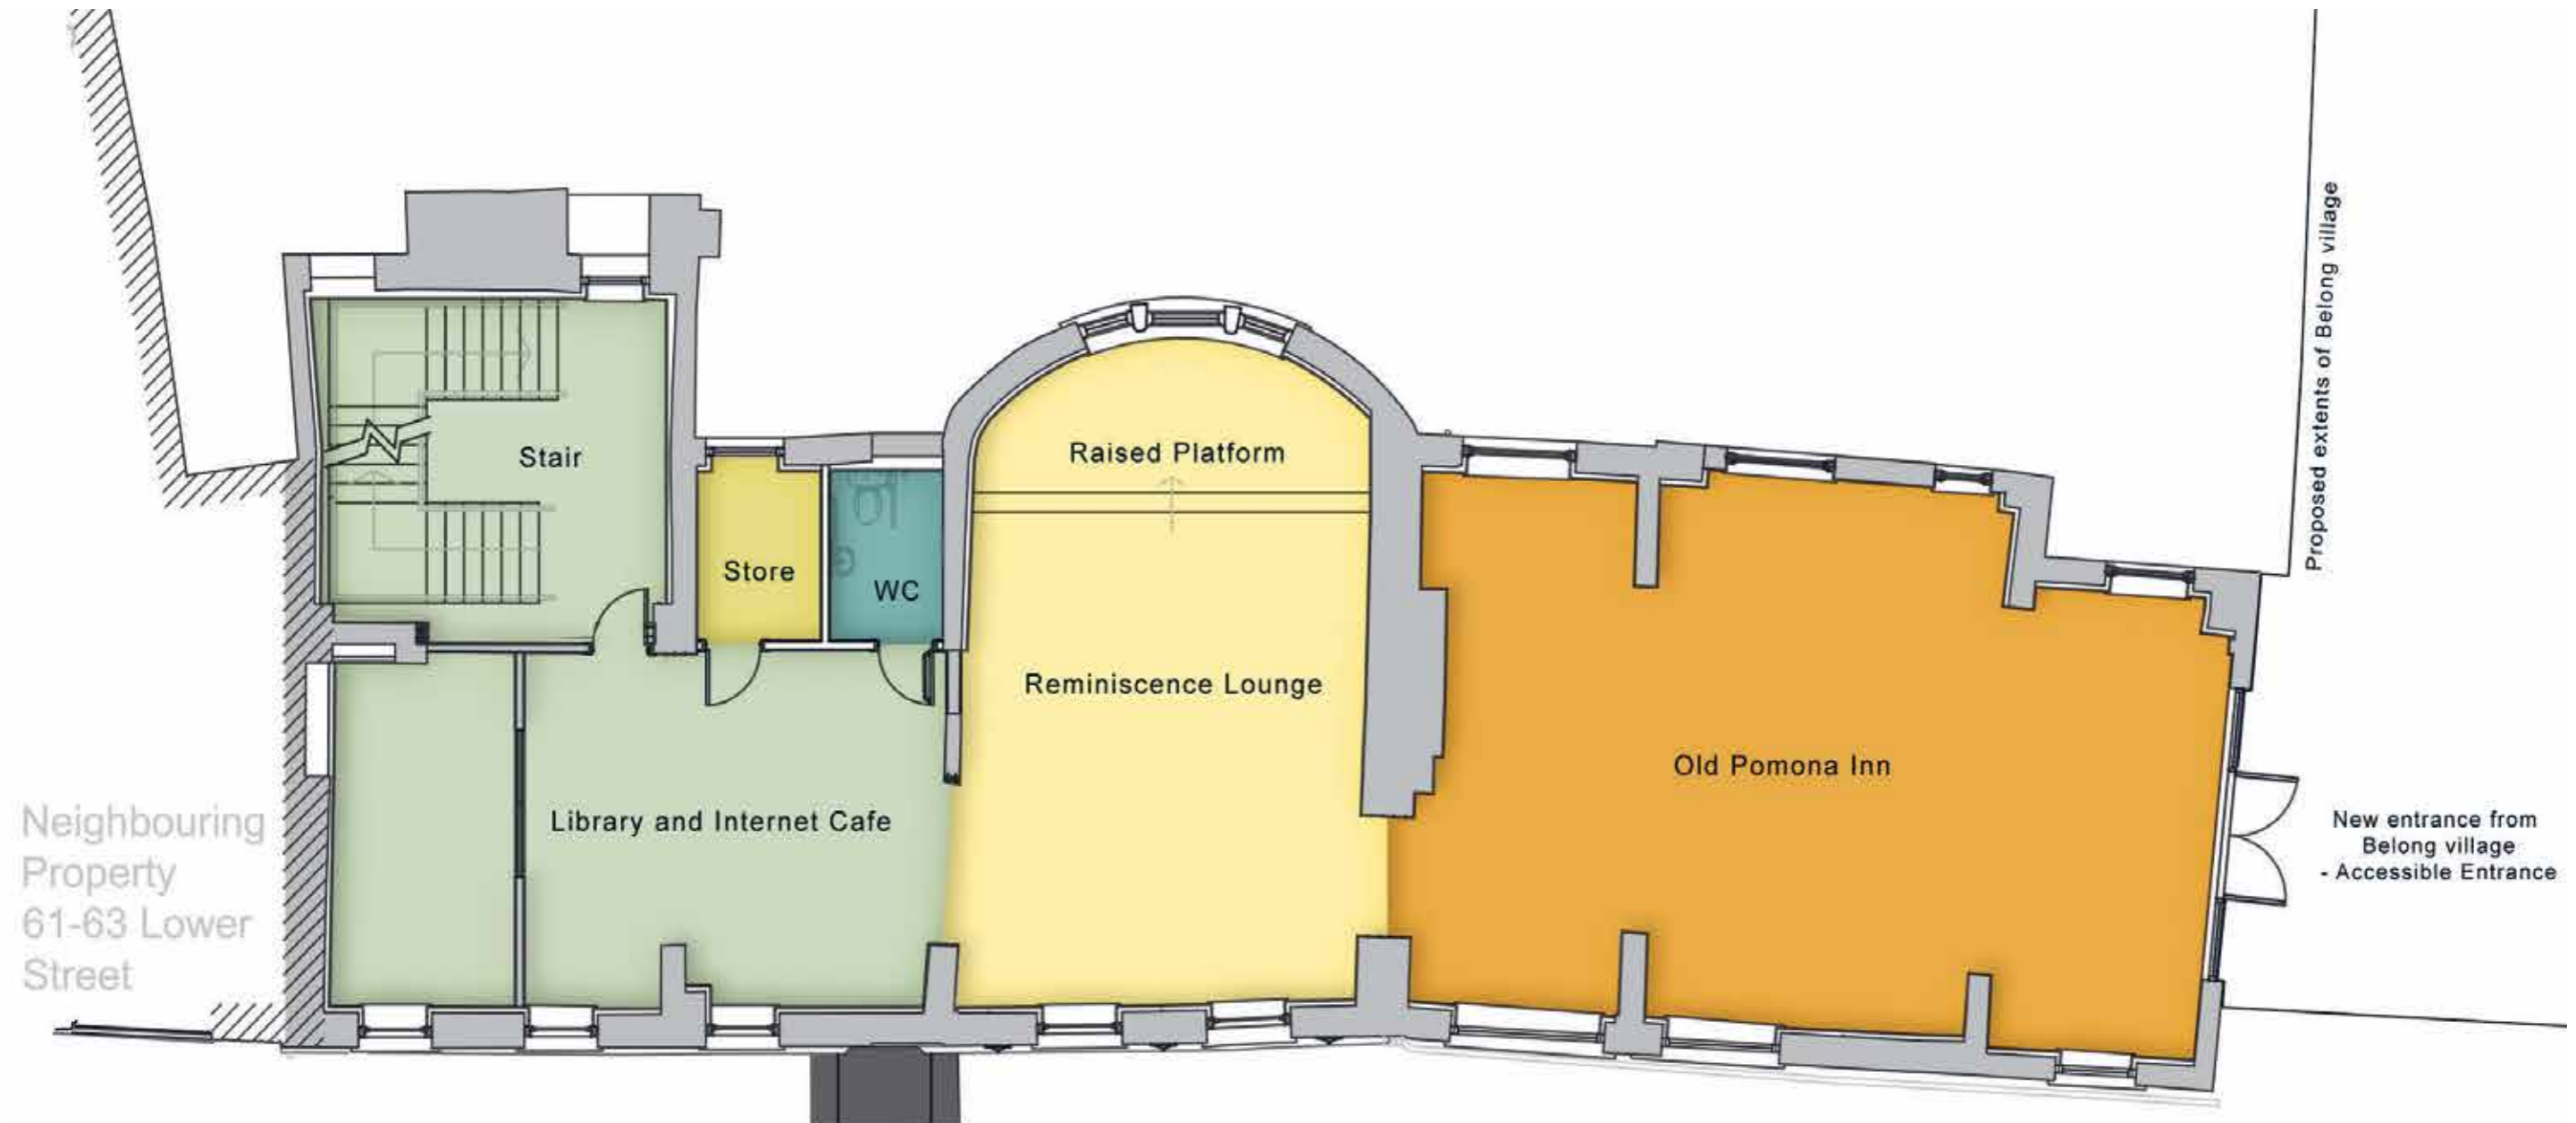 Proposed extents of Belong village
Raised Platform
Stair
Store
WC
Reminiscence Lounge
Old Pomona Inn
Library and Internet Cafe
Neighbouring
Property
61-63 Lower
Street
New entrance from
Belong village
- Accessible Entrance